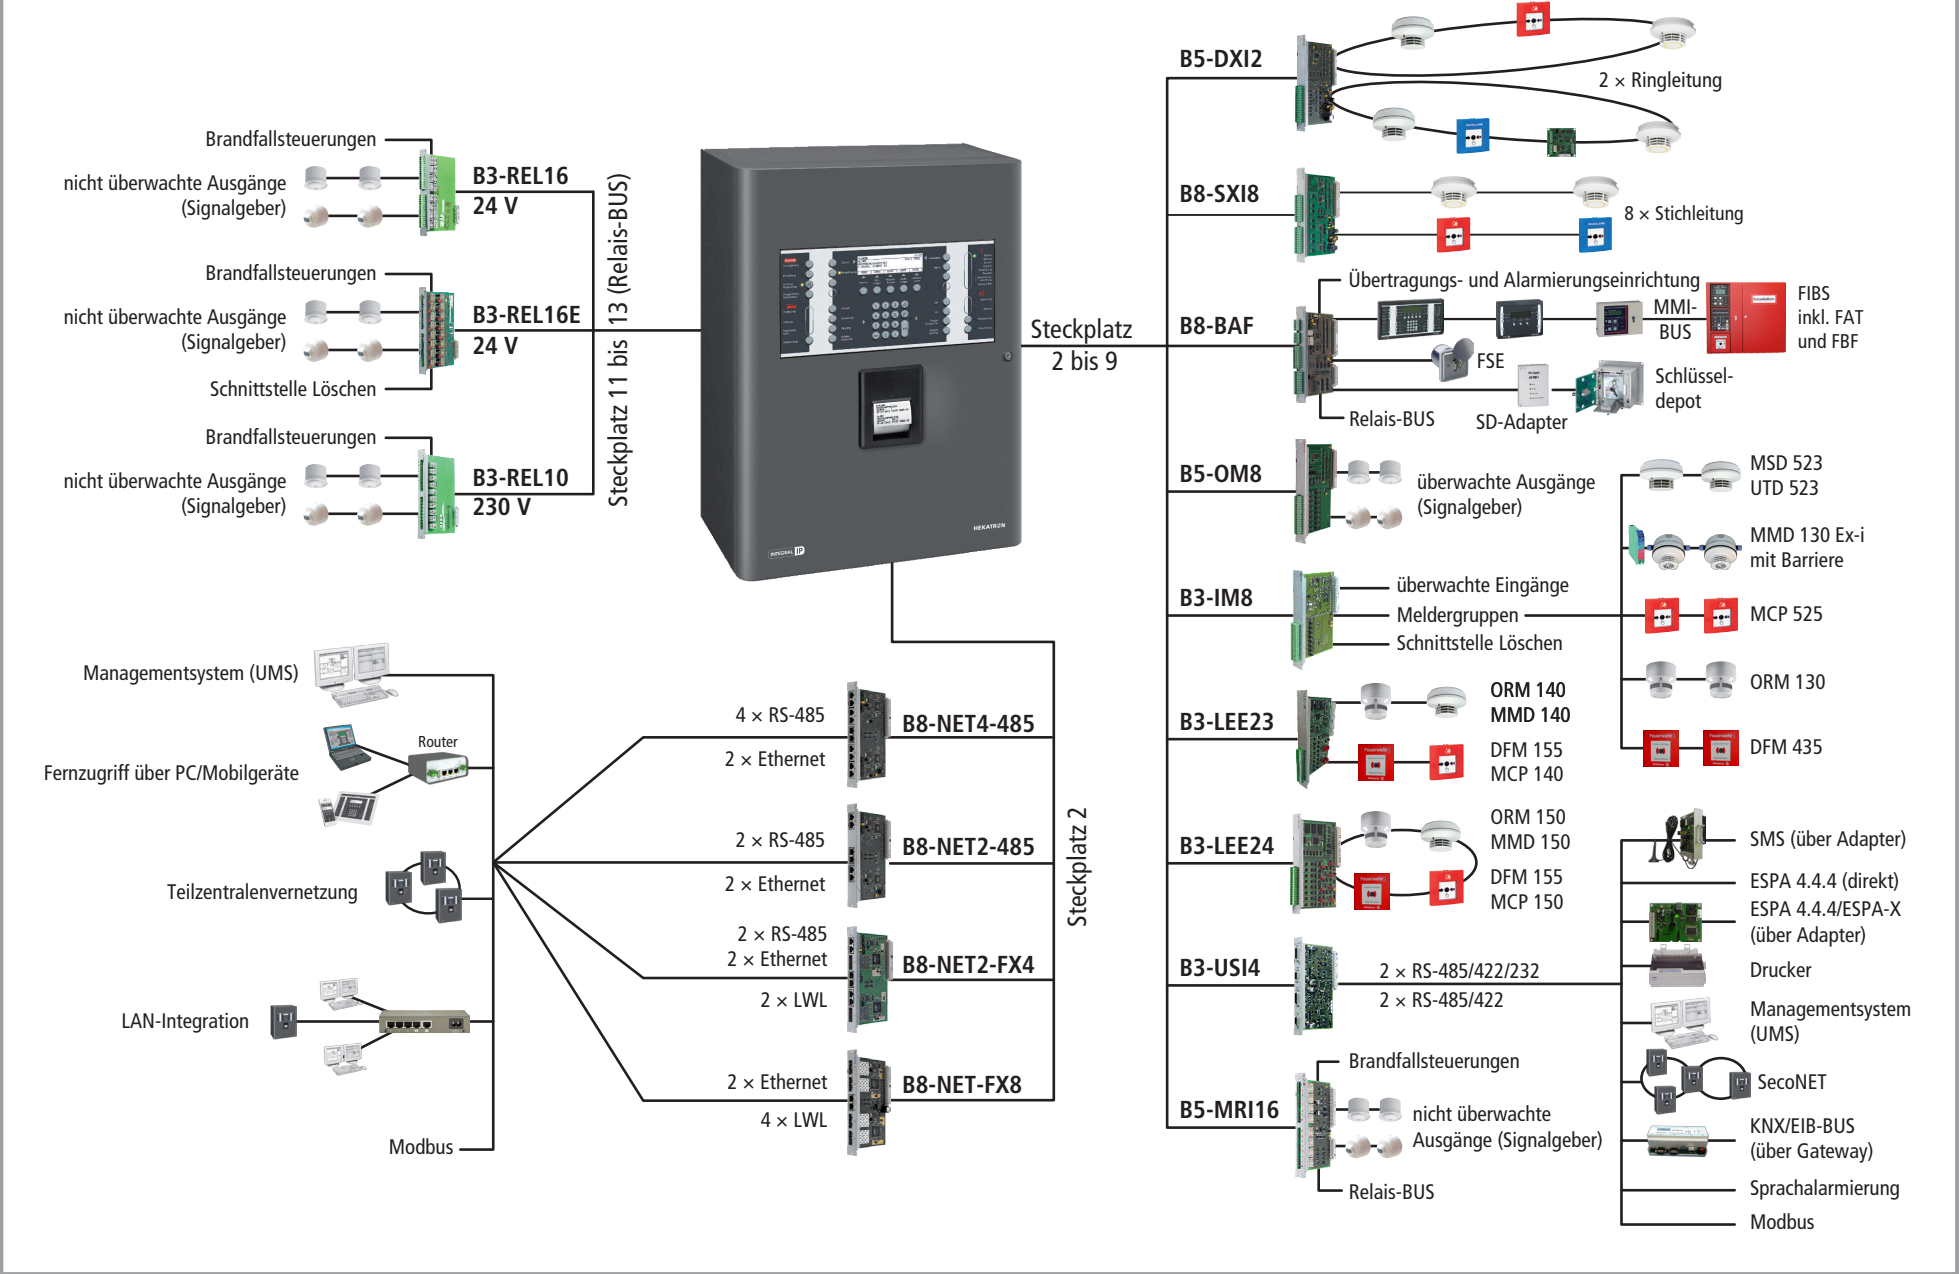 Brandfallsteuerungen
nicht überwachte Ausgänge
(Signalgeber)
B3-REL16
24 V
Brandfallsteuerungen
nicht überwachte Ausgänge
(Signalgeber)
B3-REL16E
24 V
Schnittstelle Löschen
Brandfallsteuerungen
nicht überwachte Ausgänge
(Signalgeber)
B3-REL10
230 V
Steckplatz 11 bis 13 (Relais-BUS)
HEKATRON
INTEGRAL IP
Steckplatz
2 bis 9
B5-DXI2
2 × Ringleitung
B8-SXI8
8 × Stichleitung
B8-BAF
Übertragungs- und Alarmierungseinrichtung
MMI-
BUS
FIBS
inkl. FAT
und FBF
FSE
SD-Adapter
Schlüssel-
depot
Relais-BUS
B5-OM8
überwachte Ausgänge
(Signalgeber)
B3-IM8
überwachte Eingänge
Meldergruppen
Schnittstelle Löschen
MSD 523
UTD 523
MMD 130 Ex-i
mit Barriere
MCP 525
ORM 130
DFM 435
B3-LEE23
ORM 140
MMD 140
DFM 155
MCP 140
B3-LEE24
ORM 150
MMD 150
DFM 155
MCP 150
B3-USI4
2 × RS-485/422/232
2 × RS-485/422
SMS (über Adapter)
ESPA 4.4.4 (direkt)
ESPA 4.4.4/ESPA-X
(über Adapter)
Drucker
Managementsystem
(UMS)
SecoNET
KNX/EIB-BUS
(über Gateway)
Sprachalarmierung
Modbus
B5-MRI16
Brandfallsteuerungen
nicht überwachte
Ausgänge (Signalgeber)
Relais-BUS
Managementsystem (UMS)
Fernzugriff über PC/Mobilgeräte
Router
Teilzentralenvernetzung
LAN-Integration
Modbus
4 × RS-485
2 × Ethernet
B8-NET4-485
2 × RS-485
2 × Ethernet
B8-NET2-485
2 × RS-485
2 × Ethernet
2 × LWL
B8-NET2-FX4
2 × Ethernet
4 × LWL
B8-NET-FX8
Steckplatz 2